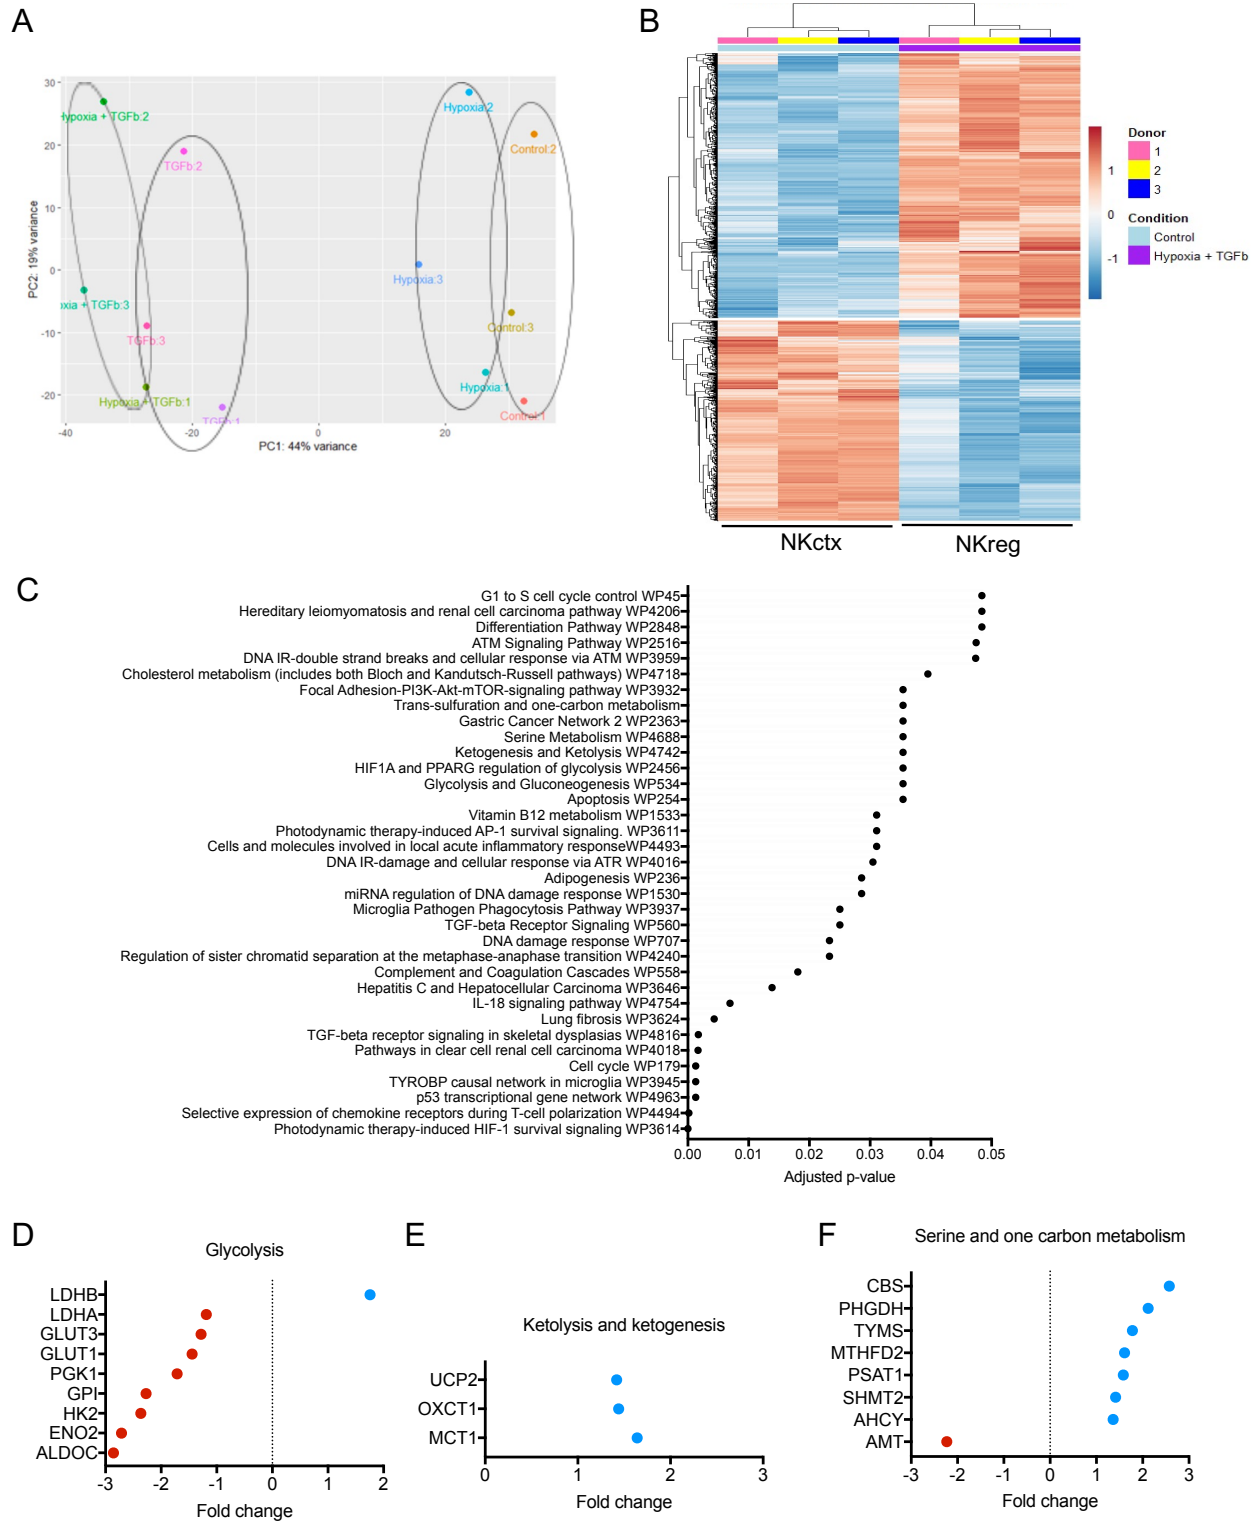 A
B
30
20
10
0
-10
-20
PC2: 19% variance
Hypoxia + TGFb:2
TGFb:2
Hypoxia:2
Control:2
Hypoxia:3
oxia + TGFb:3
TGFb:3
Control:3
Hypoxia + TGFb:1
TGFb:1
Hypoxia:1
Control:1
-40
-20
0
20
PC1: 44% variance
1
0
-1
Donor
1
2
3
Condition
Control
Hypoxia + TGFb
NKctx
NKreg
C
G1 to S cell cycle control WP45
Hereditary leiomyomatosis and renal cell carcinoma pathway WP4206
Differentiation Pathway WP2848
ATM Signaling Pathway WP2516
DNA IR-double strand breaks and cellular response via ATM WP3959
Cholesterol metabolism (includes both Bloch and Kandutsch-Russell pathways) WP4718
Focal Adhesion-PI3K-Akt-mTOR-signaling pathway WP3932
Trans-sulfuration and one-carbon metabolism
Gastric Cancer Network 2 WP2363
Serine Metabolism WP4688
Ketogenesis and Ketolysis WP4742
HIF1A and PPARG regulation of glycolysis WP2456
Glycolysis and Gluconeogenesis WP534
Apoptosis WP254
Vitamin B12 metabolism WP1533
Photodynamic therapy-induced AP-1 survival signaling. WP3611
Cells and molecules involved in local acute inflammatory responseWP4493
DNA IR-damage and cellular response via ATR WP4016
Adipogenesis WP236
miRNA regulation of DNA damage response WP1530
Microglia Pathogen Phagocytosis Pathway WP3937
TGF-beta Receptor Signaling WP560
DNA damage response WP707
Regulation of sister chromatid separation at the metaphase-anaphase transition WP4240
Complement and Coagulation Cascades WP558
Hepatitis C and Hepatocellular Carcinoma WP3646
IL-18 signaling pathway WP4754
Lung fibrosis WP3624
TGF-beta receptor signaling in skeletal dysplasias WP4816
Pathways in clear cell renal cell carcinoma WP4018
Cell cycle WP179
TYROBP causal network in microglia WP3945
p53 transcriptional gene network WP4963
Selective expression of chemokine receptors during T-cell polarization WP4494
Photodynamic therapy-induced HIF-1 survival signaling WP3614
0.00
0.01
0.02
0.03
0.04
0.05
Adjusted p-value
D
Glycolysis
LDHB
LDHA
GLUT3
GLUT1
PGK1
GPI
HK2
ENO2
ALDOC
-3
-2
-1
0
1
2
Fold change
E
Ketolysis and ketogenesis
UCP2
OXCT1
MCT1
0
1
2
3
Fold change
F
Serine and one carbon metabolism
CBS
PHGDH
TYMS
MTHFD2
PSAT1
SHMT2
AHCY
AMT
-3
-2
-1
0
1
2
3
Fold change